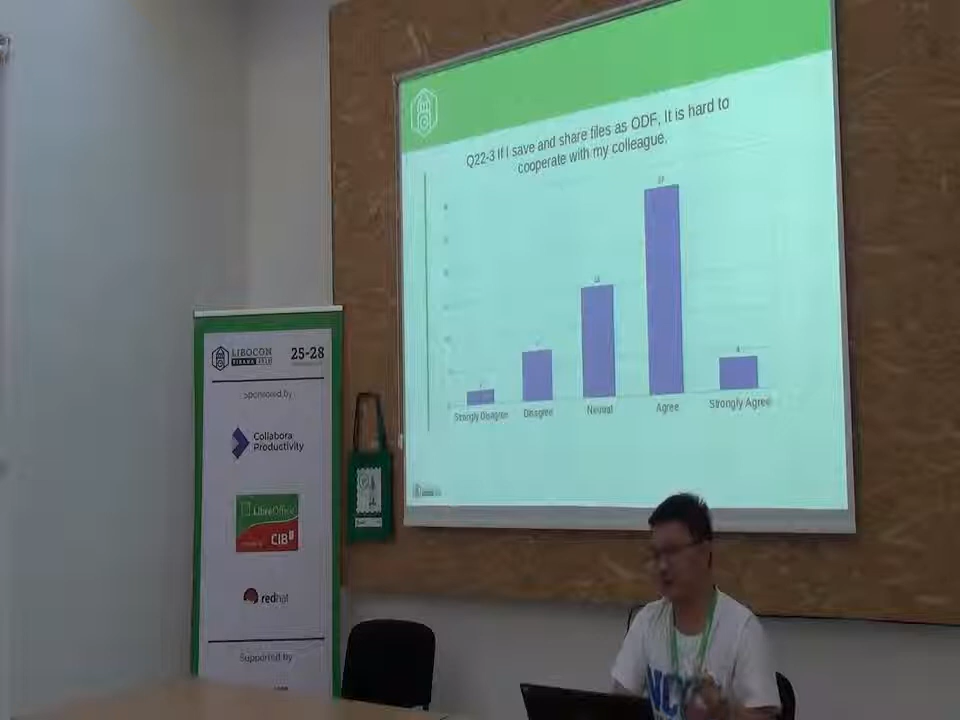 Q22-3 If I save and share files as ODF, It is hard to
cooperate with my colleague.
Strongly Disagree
Disagree
Neutral
Agree
Strongly Agree
LIBOCON
25-28
Sponsored by
Collabora
Productivity
LibreOffice
CIB
redhat
Supported by
NCC